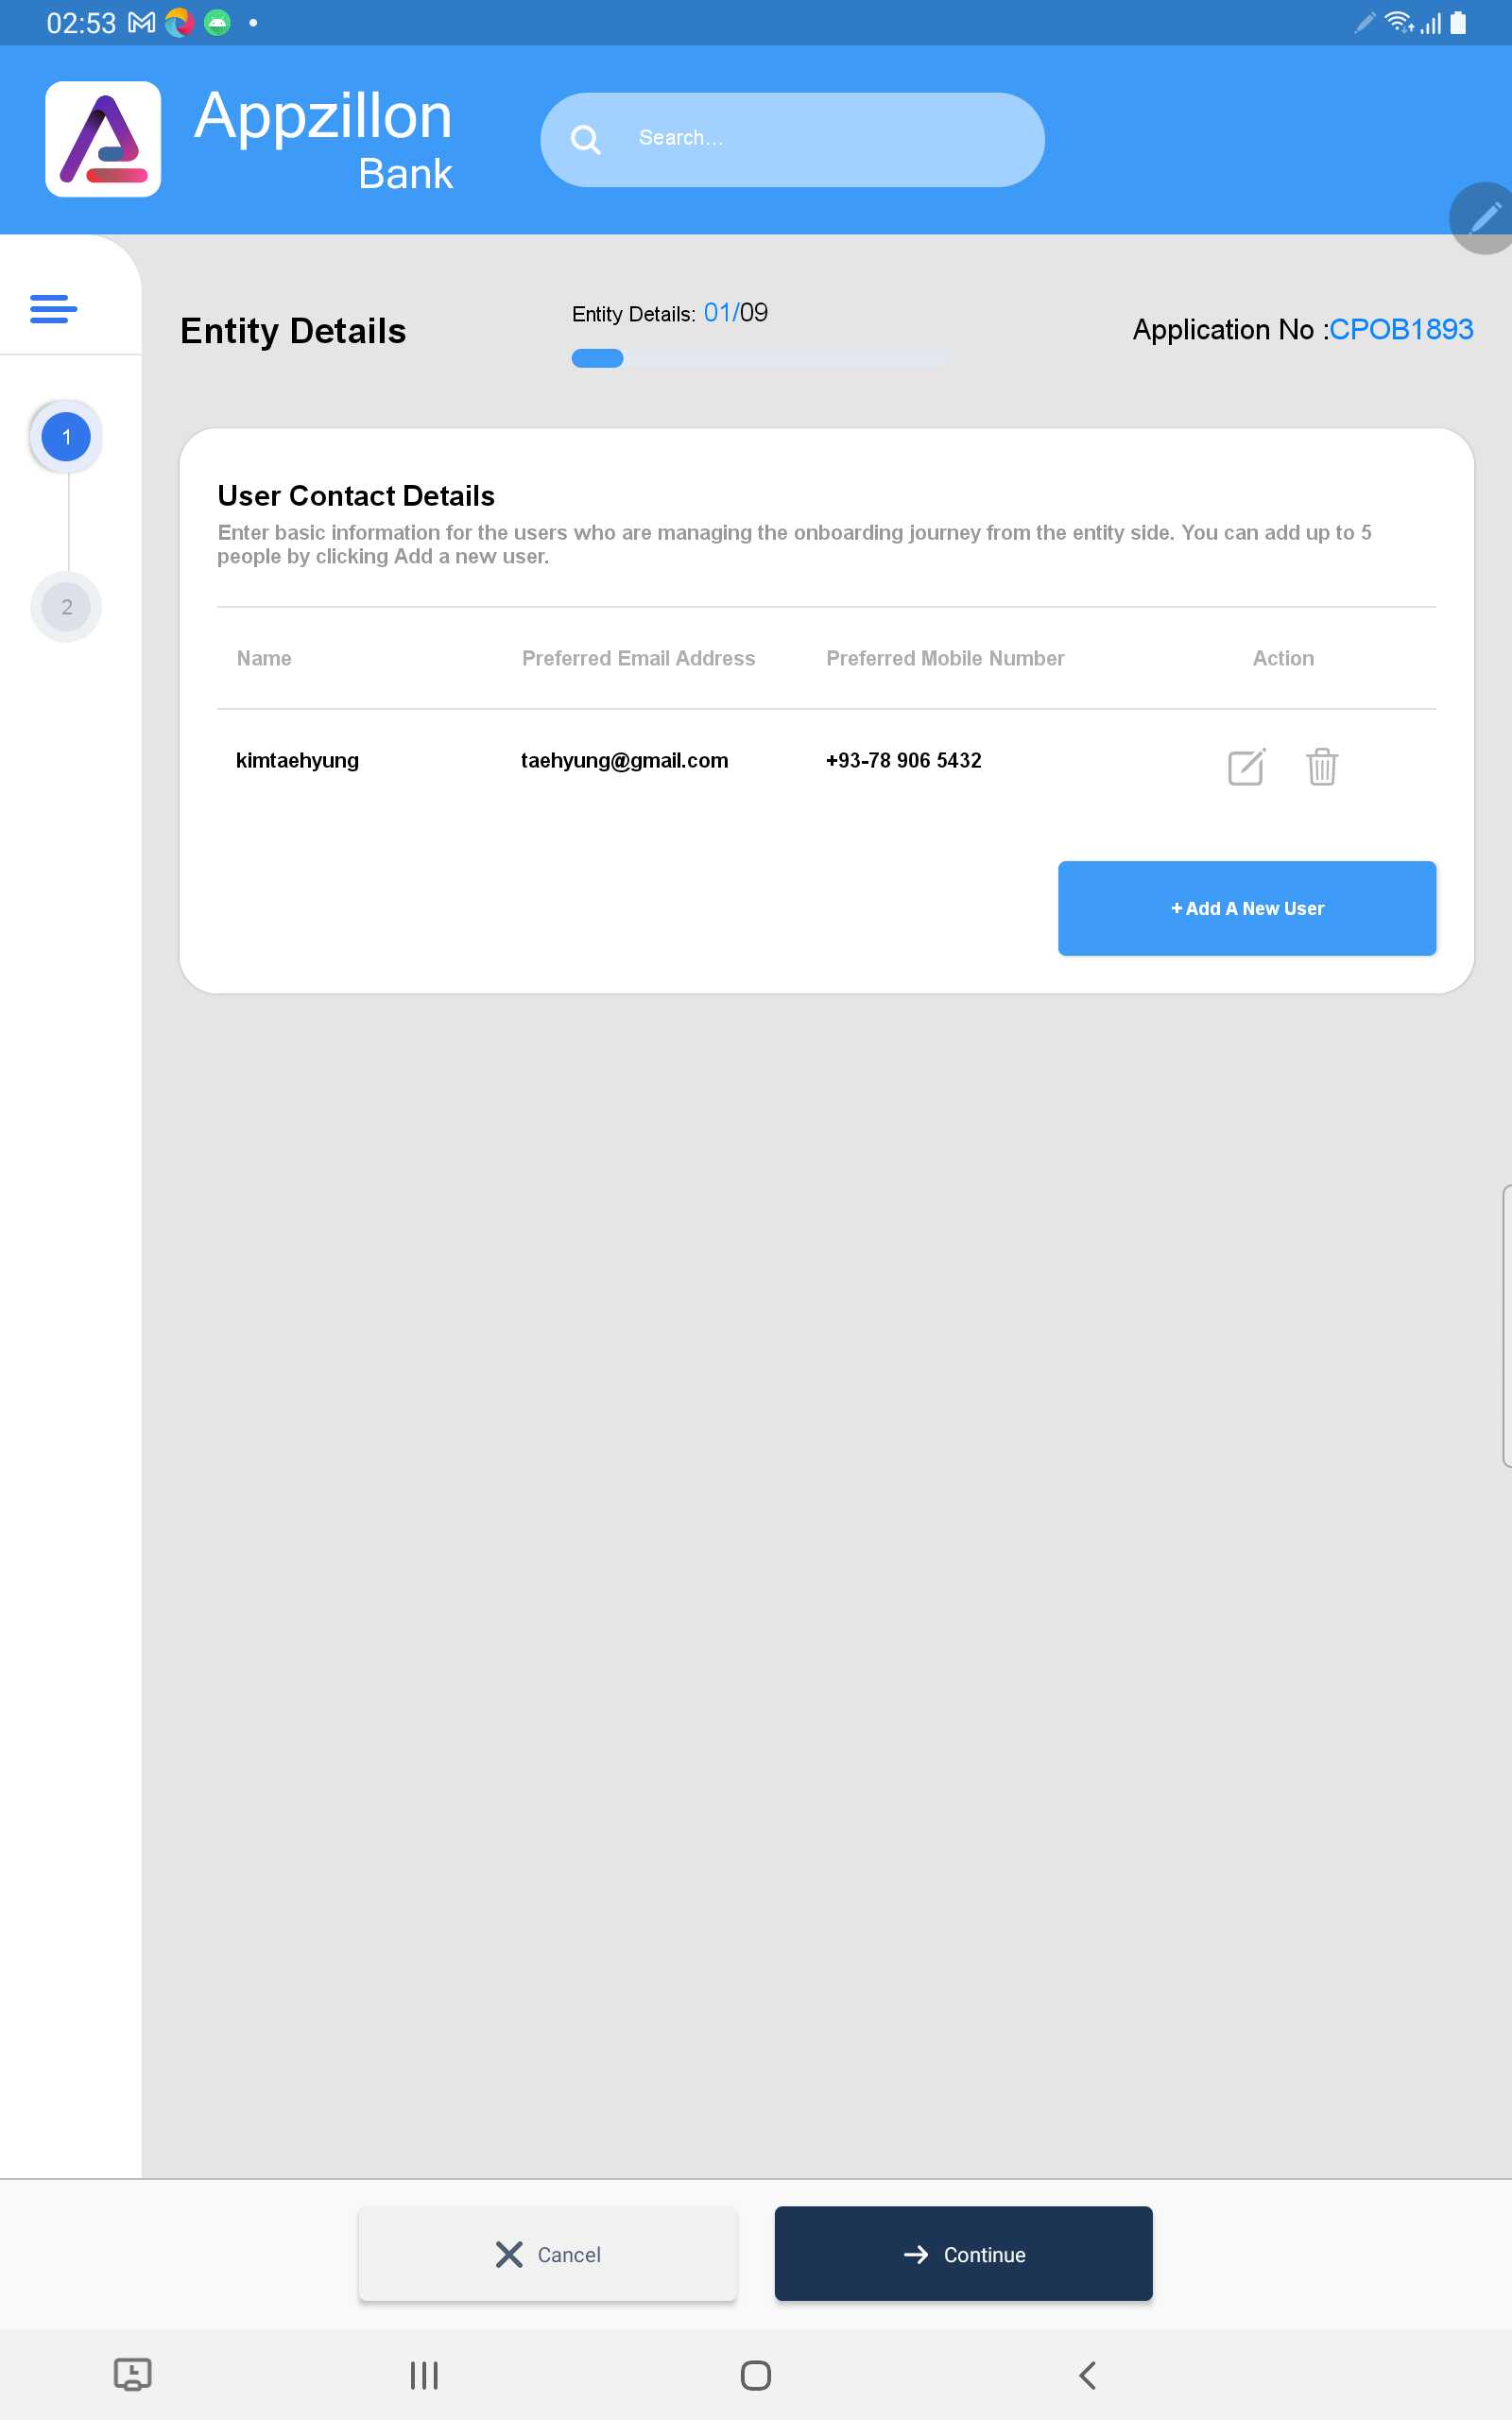 02:53
Appzillon
Bank
Search...
Entity Details
Entity Details: 01/09
Application No :CPOB1893
1
2
User Contact Details
Enter basic information for the users who are managing the onboarding journey from the entity side. You can add up to 5
people by clicking Add a new user.
Name Preferred Email Address Preferred Mobile Number Action
kimtaehyung taehyung@gmail.com +93-78 906 5432
+ Add A New User
Cancel
Continue